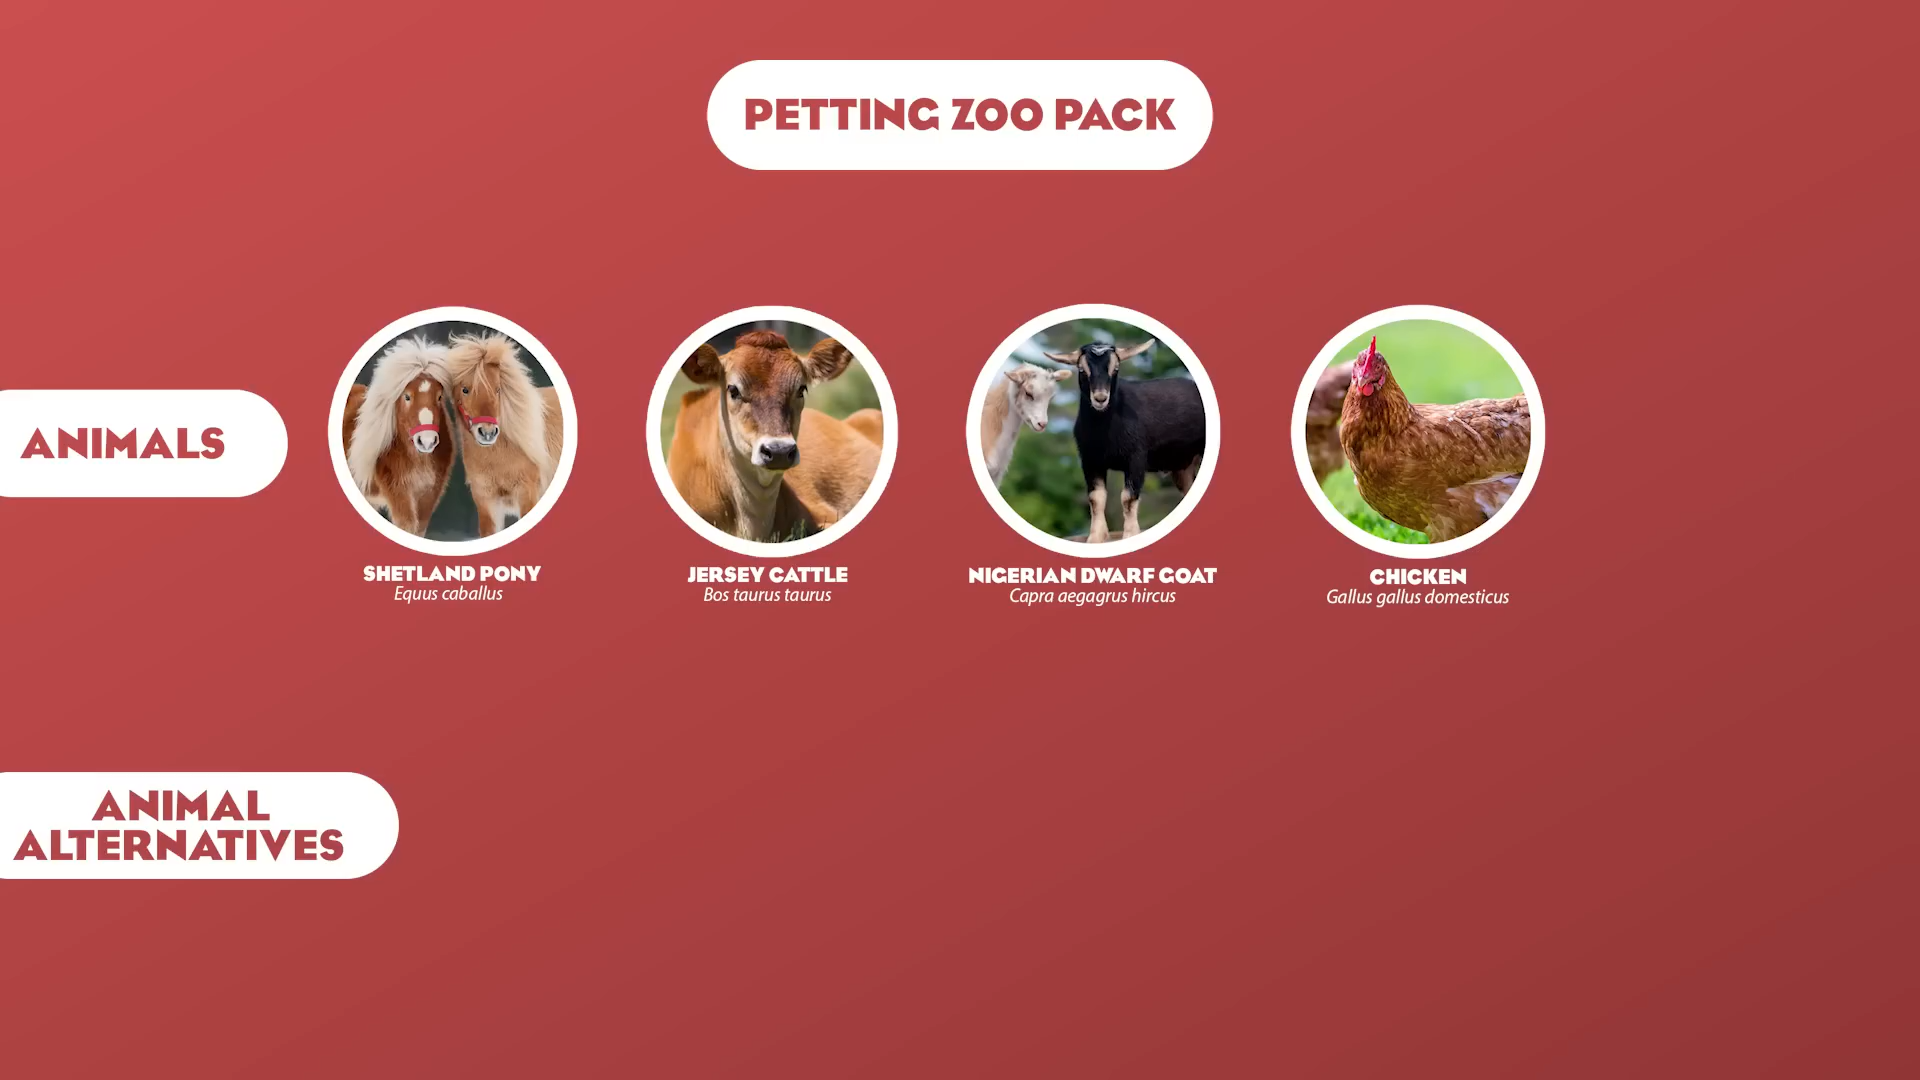 PETTING ZOO PACK
ANIMALS
SHETLAND PONY
Equus caballus
JERSEY CATTLE
Bos taurus taurus
NIGERIAN DWARF GOAT
Capra aegagrus hircus
CHICKEN
Gallus gallus domesticus
ANIMAL
ALTERNATIVES